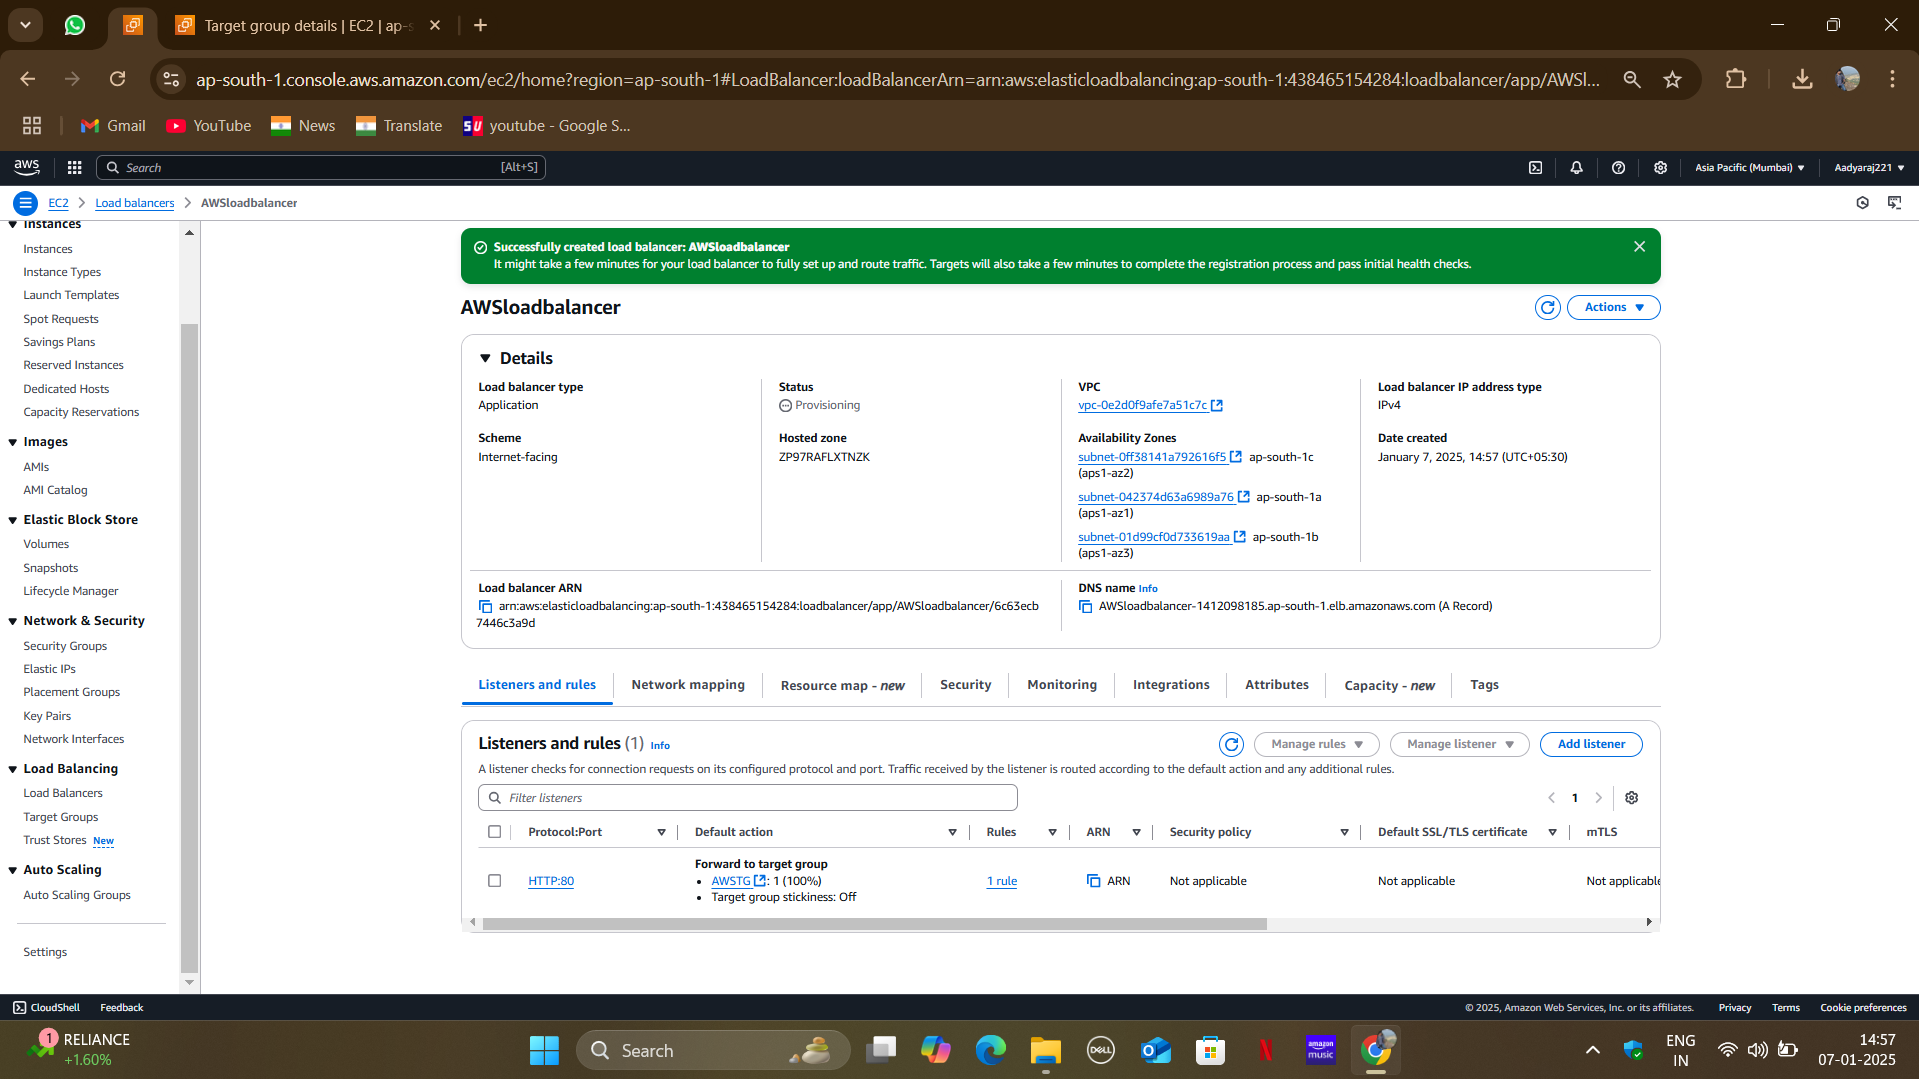 Target group details | EC2 | ap-s
ap-south-1.console.aws.amazon.com/ec2/home?region=ap-south-1#LoadBalancer:loadBalancerArn=arn:aws:elasticloadbalancing:ap-south-1:438465154284:loadbalancer/app/AWSl...
Gmail YouTube News Translate SU youtube - Google S...
aws Search [Alt+S] Asia Pacific (Mumbai) Aadyaraj221
EC2 Load balancers AWSloadbalancer
Instances
Instances
Instance Types
Launch Templates
Spot Requests
Savings Plans
Reserved Instances
Dedicated Hosts
Capacity Reservations
Images
AMIs
AMI Catalog
Elastic Block Store
Volumes
Snapshots
Lifecycle Manager
Network & Security
Security Groups
Elastic IPs
Placement Groups
Key Pairs
Network Interfaces
Load Balancing
Load Balancers
Target Groups
Trust Stores New
Auto Scaling
Auto Scaling Groups
Settings
Successfully created load balancer: AWSloadbalancer
It might take a few minutes for your load balancer to fully set up and route traffic. Targets will also take a few minutes to complete the registration process and pass initial health checks.
AWSloadbalancer
Actions
Details
Load balancer type
Application
Scheme
Internet-facing
Status
Provisioning
Hosted zone
ZP97RAFLXTNZK
VPC
vpc-0e2d0f9afe7a51c7c
Availability Zones
subnet-0ff38141a792616f5 ap-south-1c
(aps1-az2)
subnet-042374d63a6989a76 ap-south-1a
(aps1-az1)
subnet-01d99cf0d733619aa ap-south-1b
(aps1-az3)
Load balancer IP address type
IPv4
Date created
January 7, 2025, 14:57 (UTC+05:30)
Load balancer ARN
arn:aws:elasticloadbalancing:ap-south-1:438465154284:loadbalancer/app/AWSloadbalancer/6c63ecb
7446c3a9d
DNS name Info
AWSloadbalancer-1412098185.ap-south-1.elb.amazonaws.com (A Record)
Listeners and rules Network mapping Resource map - new Security Monitoring Integrations Attributes Capacity - new Tags
Listeners and rules (1) Info
Manage rules Manage listener Add listener
A listener checks for connection requests on its configured protocol and port. Traffic received by the listener is routed according to the default action and any additional rules.
Filter listeners
1
Protocol:Port Default action Rules ARN Security policy Default SSL/TLS certificate mTLS
Forward to target group
HTTP:80 AWSTG : 1 (100%) 1 rule ARN Not applicable Not applicable Not applicable
Target group stickiness: Off
CloudShell Feedback © 2025, Amazon Web Services, Inc. or its affiliates. Privacy Terms Cookie preferences
1 RELIANCE
+1.60%
Search
DELL
amazon
music
ENG
IN
14:57
07-01-2025